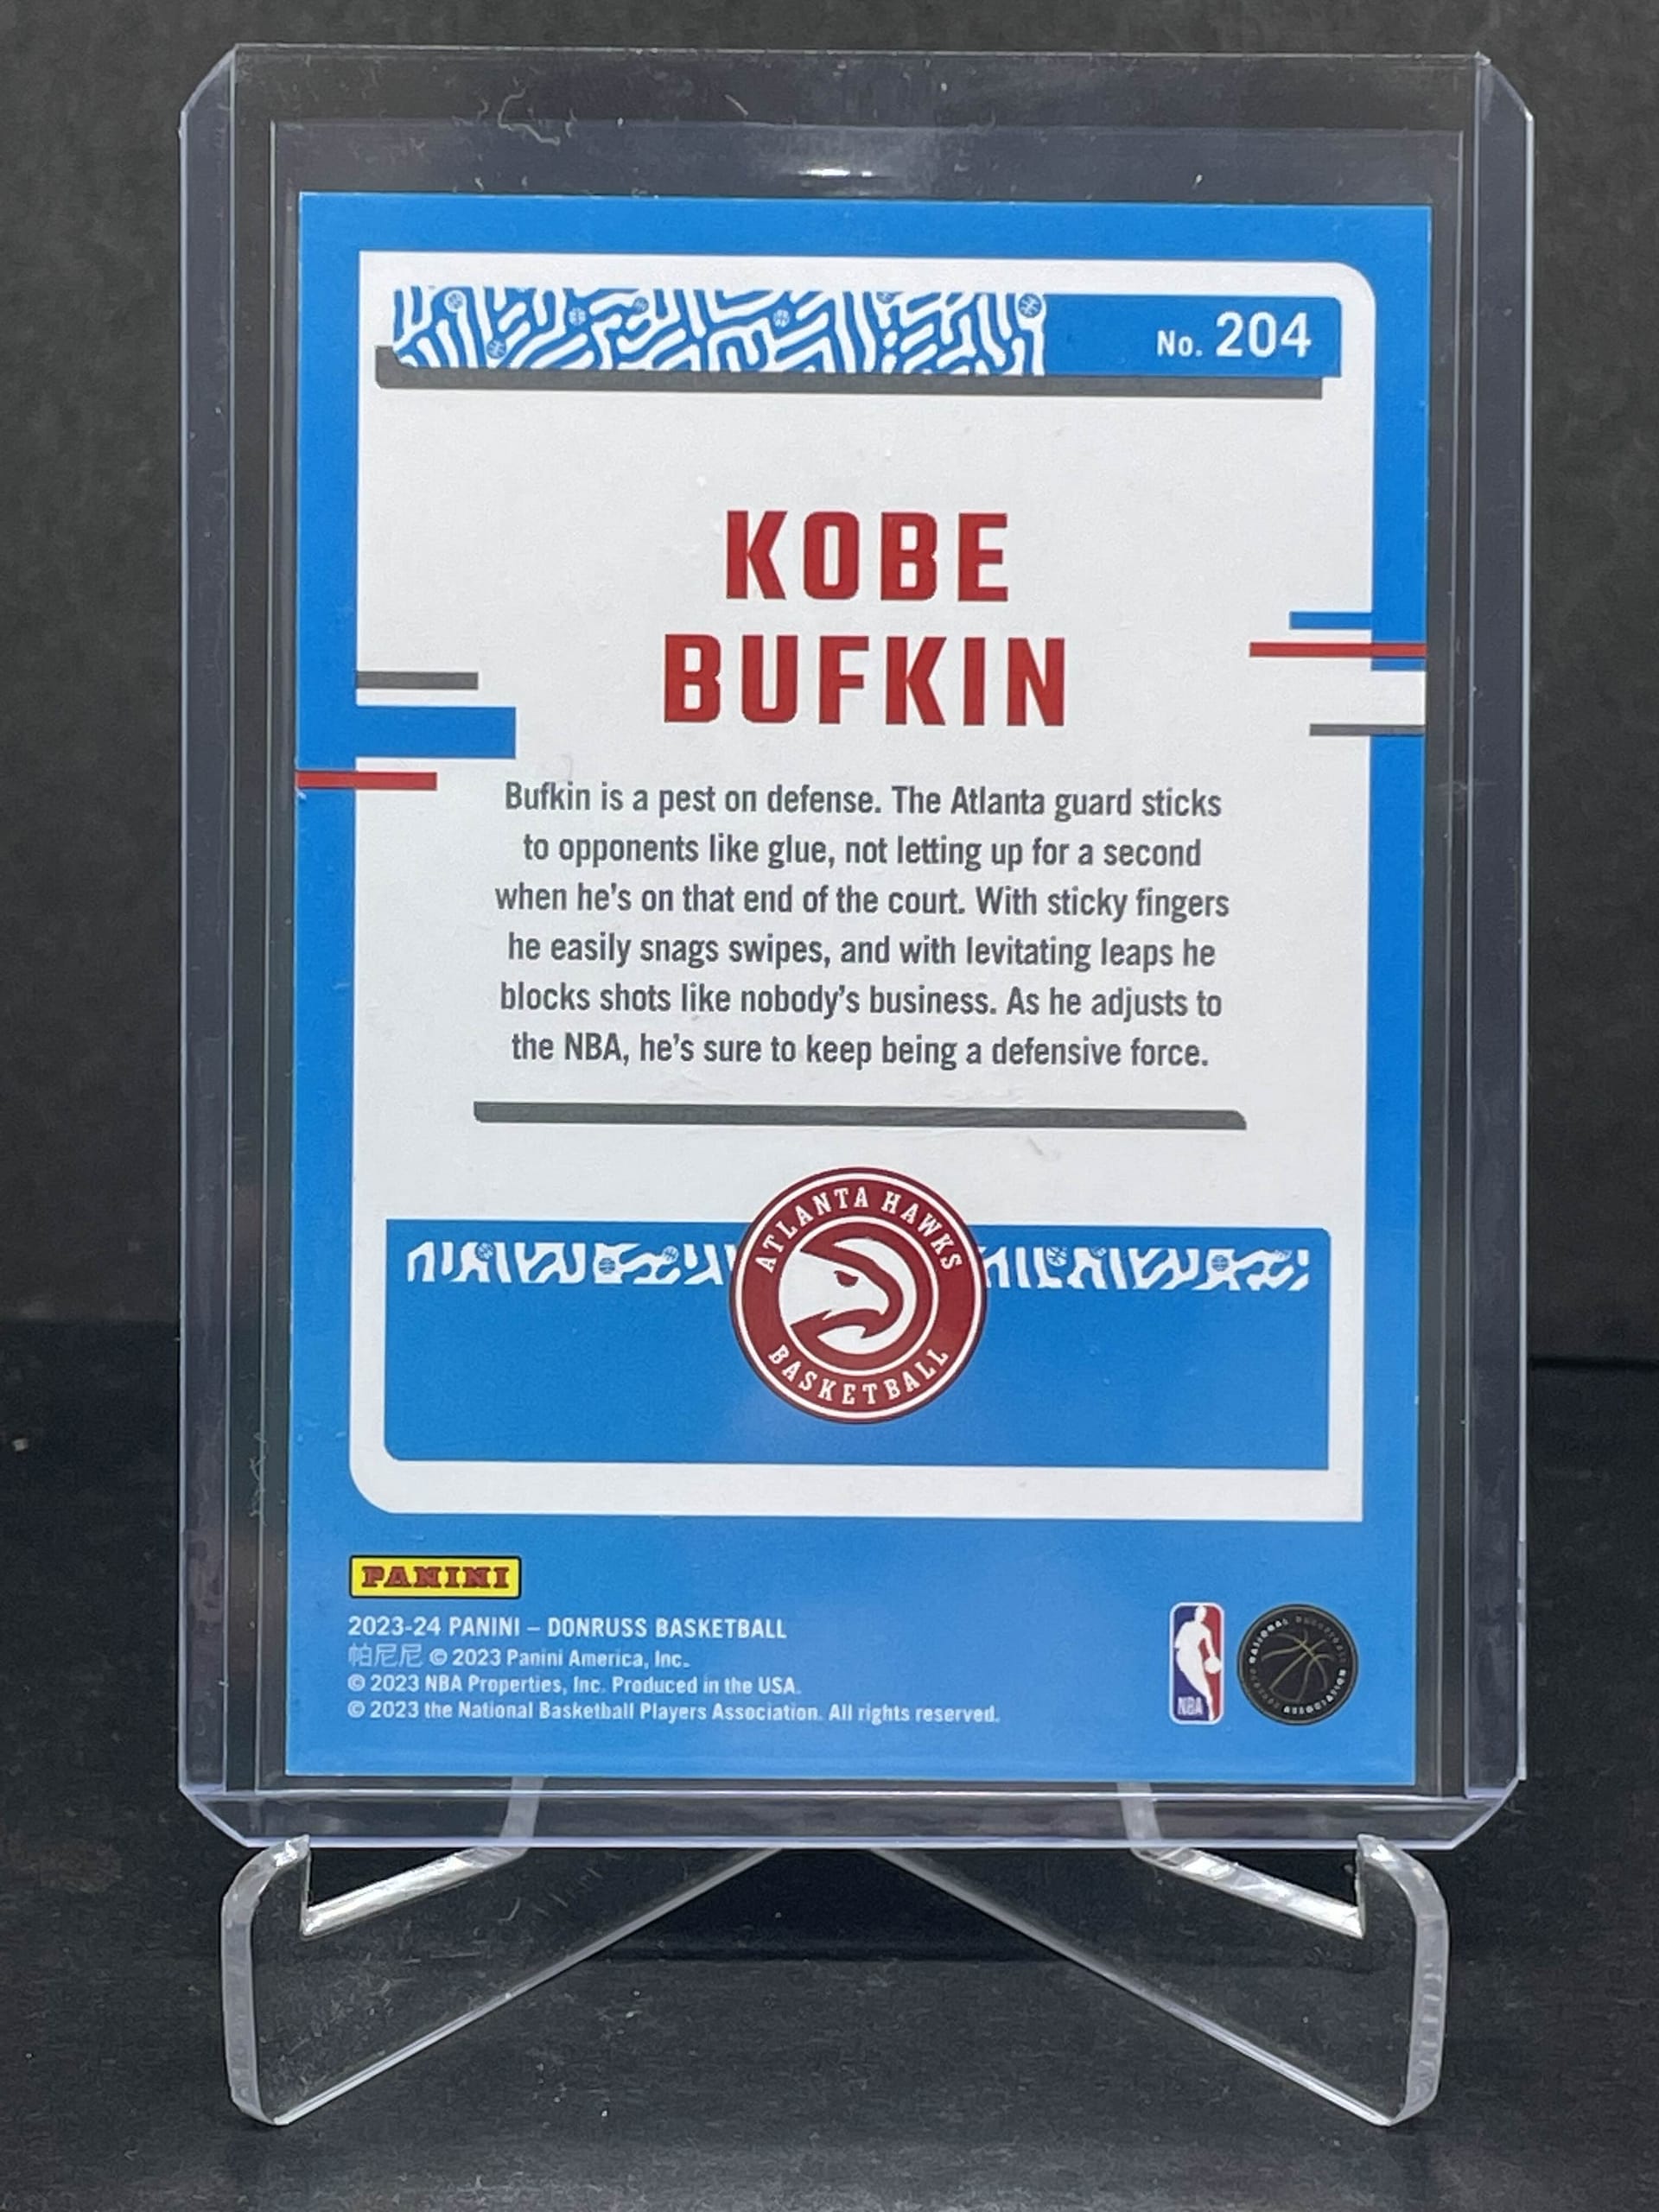 No. 204
KOBE
BUFKIN
Bufkin is a pest on defense. The Atlanta guard sticks
to opponents like glue, not letting up for a second
when he's on that end of the court. With sticky fingers
he easily snags swipes, and with levitating leaps he
blocks shots like nobody's business. As he adjusts to
the NBA, he's sure to keep being a defensive force.
ATLANTA HAWKS
BASKETBALL
PANINI
2023-24 PANINI – DONRUSS BASKETBALL
帕尼尼 © 2023 Panini America, Inc.
© 2023 NBA Properties, Inc. Produced in the USA.
© 2023 the National Basketball Players Association. All rights reserved.
NBA
NATIONAL BASKETBALL PLAYERS ASSOCIATION